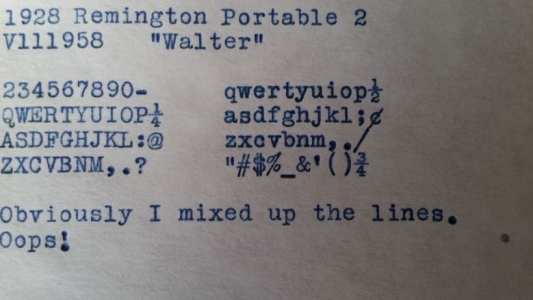 1928 Remington Portable 2
V111958 "Walter"
234567890- qwertyuiop½
QWERTYUIOP¼ asdfghjkl;¢
ASDFGHJKL:@ zxcvbnm,./
ZXCVBNM,.? "#$%_&'()¾
Obviously I mixed up the lines.
Oops!